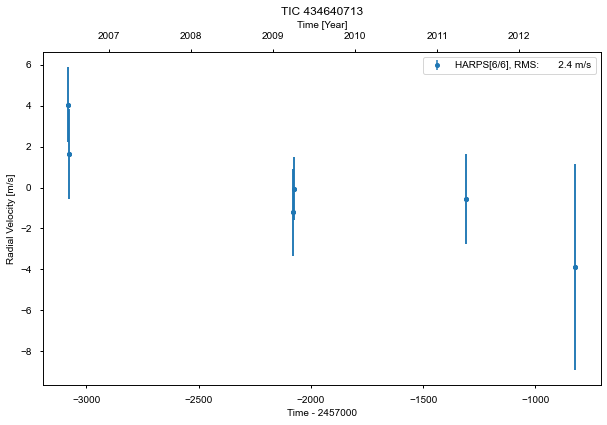 TIC 434640713
Time [Year]
2007 2008 2009 2010 2011 2012
HARPS[6/6], RMS: 2.4 m/s
6
4
2
0
−2
−4
−6
−8
Radial Velocity [m/s]
−3000 −2500 −2000 −1500 −1000
Time - 2457000